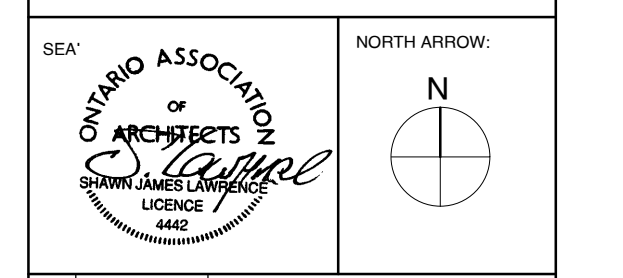 SEA'
ONTARIO ASSOCIATION
OF
ARCHITECTS
SHAWN JAMES LAWRENCE
LICENCE
4442
NORTH ARROW:
N